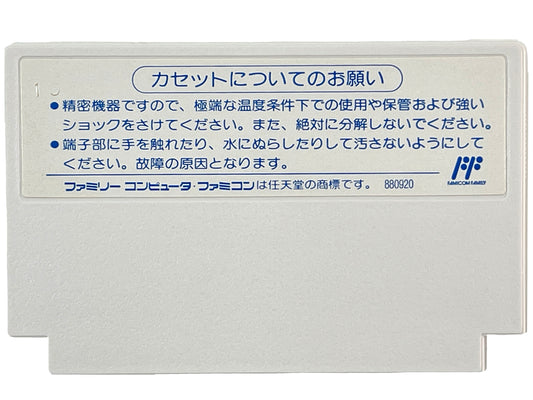 13
カセットについてのお願い
●精密機器ですので、極端な温度条件下での使用や保管および強い
ショックをさけてください。また、絶対に分解しないでください。
●端子部に手を触れたり、水にぬらしたりして汚さないようにして
ください。故障の原因となります。
FF
FAMICOM FAMILY
ファミリー コンピュータ・ファミコンは任天堂の商標です。 880920